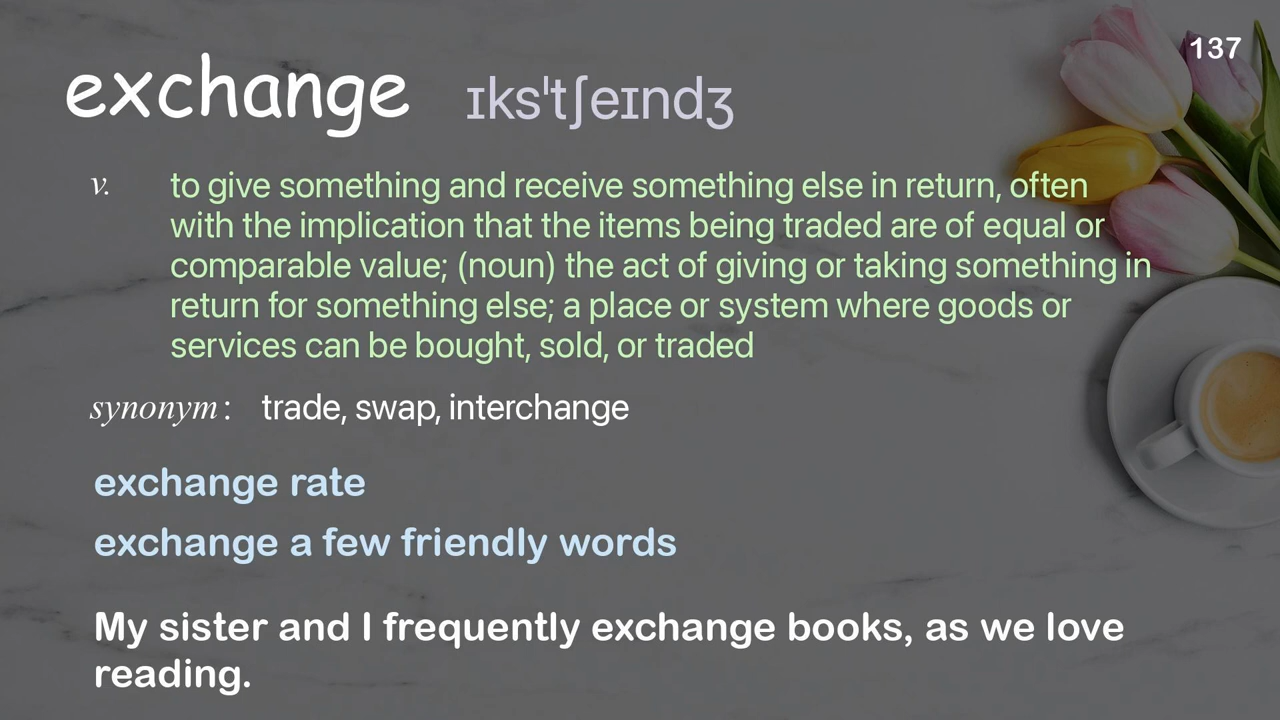 137
exchange ɪksˈtʃeɪndʒ
v. to give something and receive something else in return, often
with the implication that the items being traded are of equal or
comparable value; (noun) the act of giving or taking something in
return for something else; a place or system where goods or
services can be bought, sold, or traded
synonym: trade, swap, interchange
exchange rate
exchange a few friendly words
My sister and I frequently exchange books, as we love
reading.